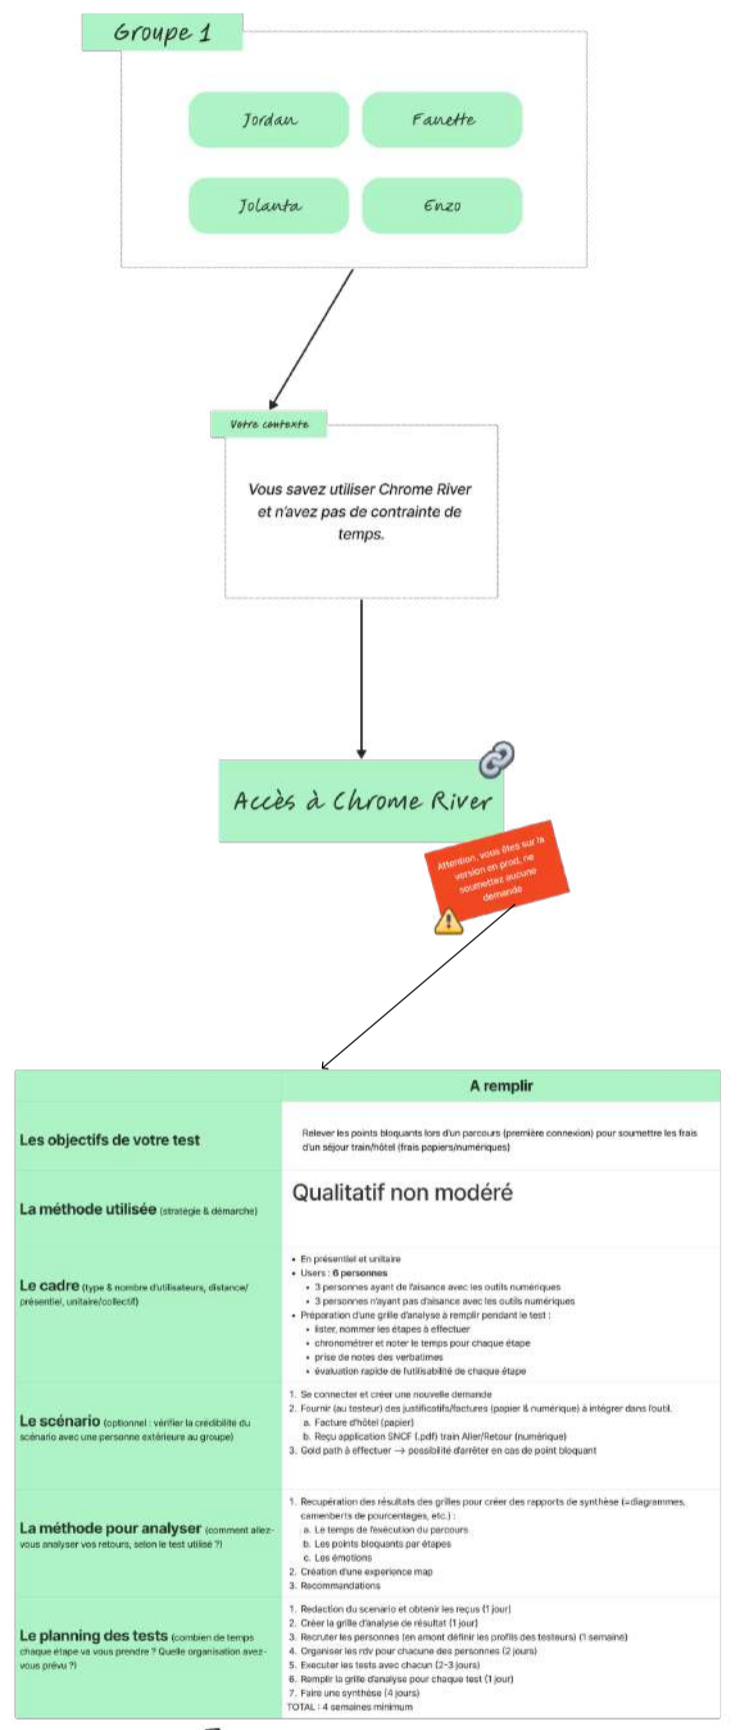 Groupe 1
Jordan
Fanette
Jolanta
Enzo
Votre contexte
Vous savez utiliser Chrome River
et n'avez pas de contrainte de
temps.
Accès à Chrome River
Attention, vous êtes sur la
version en prod, ne
soumettez aucune
demande
A remplir
Les objectifs de votre test
Relever les points bloquants lors d'un parcours (première connexion) pour soumettre les frais
d'un séjour train/hôtel (frais papiers/numériques)
La méthode utilisée (stratégie & démarche)
Qualitatif non modéré
Le cadre (type & nombre d'utilisateurs, distance/
présentiel, unitaire/collectif)
• En présentiel et unitaire
• Users : 6 personnes
• 3 personnes ayant de l'aisance avec les outils numériques
• 3 personnes n'ayant pas d'aisance avec les outils numériques
• Préparation d'une grille d'analyse à remplir pendant le test :
• lister, nommer les étapes à effectuer
• chronométrer et noter le temps pour chaque étape
• prise de notes des verbatimes
• évaluation rapide de l'utilisabilité de chaque étape
Le scénario (optionnel : vérifier la crédibilité du
scénario avec une personne extérieure au groupe)
1. Se connecter et créer une nouvelle demande
2. Fournir (au testeur) des justificatifs/factures (papier & numérique) à intégrer dans l'outil.
a. Facture d'hôtel (papier)
b. Reçu application SNCF (.pdf) train Aller/Retour (numérique)
3. Gold path à effectuer → possibilité d'arrêter en cas de point bloquant
La méthode pour analyser (comment allez-
vous analyser vos retours, selon le test utilisé ?)
1. Recupération des résultats des grilles pour créer des rapports de synthèse (=diagrammes,
camenberts de pourcentages, etc.) :
a. Le temps de l'exécution du parcours
b. Les points bloquants par étapes
c. Les émotions
2. Création d'une experience map
3. Recommandations
Le planning des tests (combien de temps
chaque étape va vous prendre ? Quelle organisation avez-
vous prévu ?)
1. Redaction du scenario et obtenir les reçus (1 jour)
2. Créer la grille d'analyse de résultat (1 jour)
3. Recruter les personnes (en amont définir les profils des testeurs) (1 semaine)
4. Organiser les rdv pour chacune des personnes (2 jours)
5. Executer les tests avec chacun (2-3 jours)
6. Remplir la grille d'analyse pour chaque test (1 jour)
7. Faire une synthèse (4 jours)
TOTAL : 4 semaines minimum